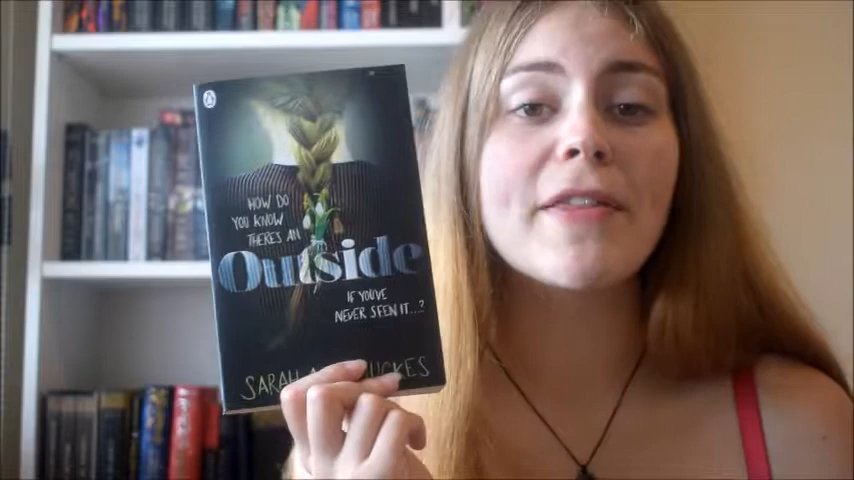 HOW DO
YOU KNOW
THERE'S AN
Outside
IF YOU'VE
NEVER SEEN IT...?
SARAH